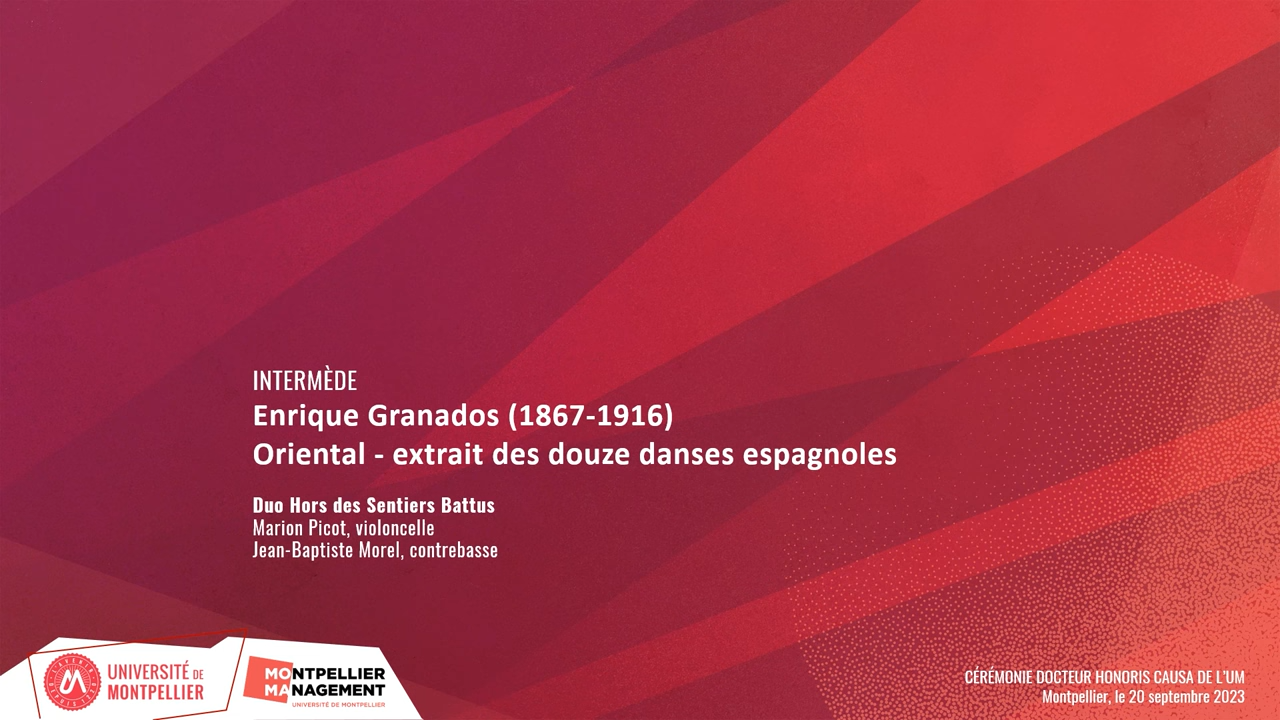 INTERMÈDE
Enrique Granados (1867-1916)
Oriental - extrait des douze danses espagnoles
Duo Hors des Sentiers Battus
Marion Picot, violoncelle
Jean-Baptiste Morel, contrebasse
UNIVERSITÉ DE
MONTPELLIER
MONTPELLIER
MANAGEMENT
UNIVERSITÉ DE MONTPELLIER
CÉRÉMONIE DOCTEUR HONORIS CAUSA DE L'UM
Montpellier, le 20 septembre 2023